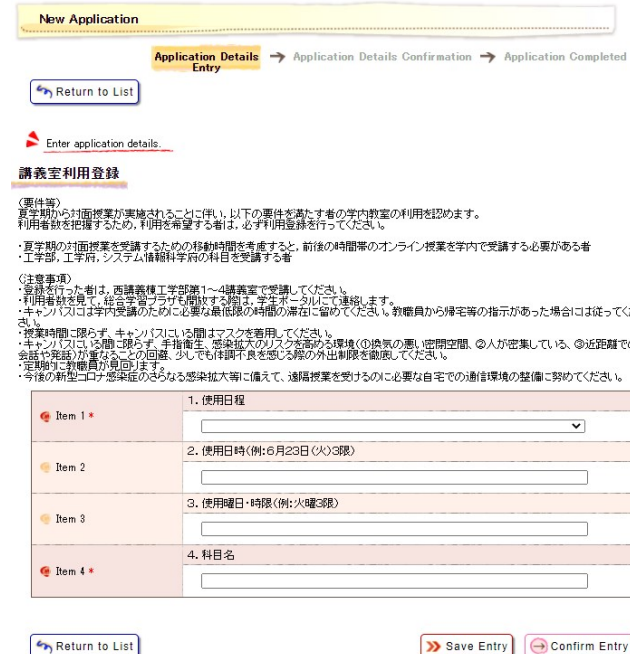 New Application
Application Details Entry → Application Details Confirmation → Application Completed
Return to List
Enter application details.
講義室利用登録
(要件等)
夏学期から対面授業が実施されることに伴い, 以下の要件を満たす者の学内教室の利用を認めます。
利用者数を把握するため, 利用を希望する者は, 必ず利用登録を行ってください。
・夏学期の対面授業を受講するための移動時間を考慮すると, 前後の時間帯のオンライン授業を学内で受講する必要がある者
・工学部, 工学府, システム情報科学府の科目を受講する者
(注意事項)
・登録を行った者は, 西講義棟工学部第1~4講義室で受講してください。
・利用者数を見て, 総合学習プラザも開放する際は, 学生ポータルにて連絡します。
・キャンパスには学内受講のために必要な最低限の時間の滞在に留めてください。教職員から帰宅等の指示があった場合には従ってくだ
さい。
・授業時間に限らず, キャンパスにいる間はマスクを着用してください。
・キャンパスにいる間に限らず、手指衛生、感染拡大のリスクを高める環境(①換気の悪い密閉空間、②人が密集している、③近距離での
会話や発話)が重なることの回避、少しでも体調不良を感じる際の外出制限を徹底してください。
・定期的に教職員が見回ります。
・今後の新型コロナ感染症のさらなる感染拡大等に備えて、遠隔授業を受けるのに必要な自宅での通信環境の整備に努めてください。
Item 1 *
1. 使用日程
Item 2
2. 使用日時(例:6月23日(火)3限)
Item 3
3. 使用曜日・時限(例:火曜3限)
Item 4 *
4. 科目名
Return to List
Save Entry
Confirm Entry